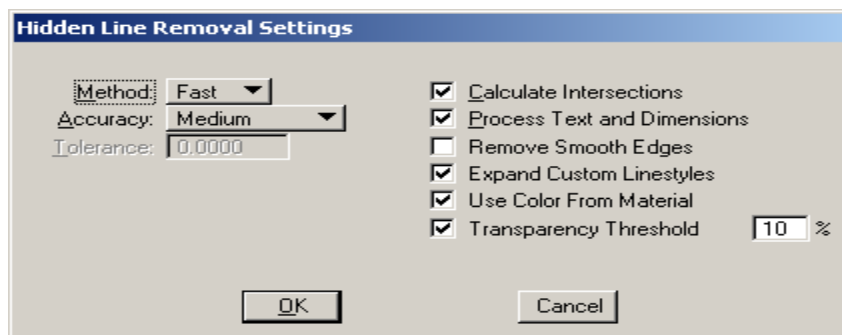 Hidden Line Removal Settings
Method: Fast
Accuracy: Medium
Tolerance: 0.0000
Calculate Intersections
Process Text and Dimensions
Remove Smooth Edges
Expand Custom Linestyles
Use Color From Material
Transparency Threshold 10 %
OK Cancel